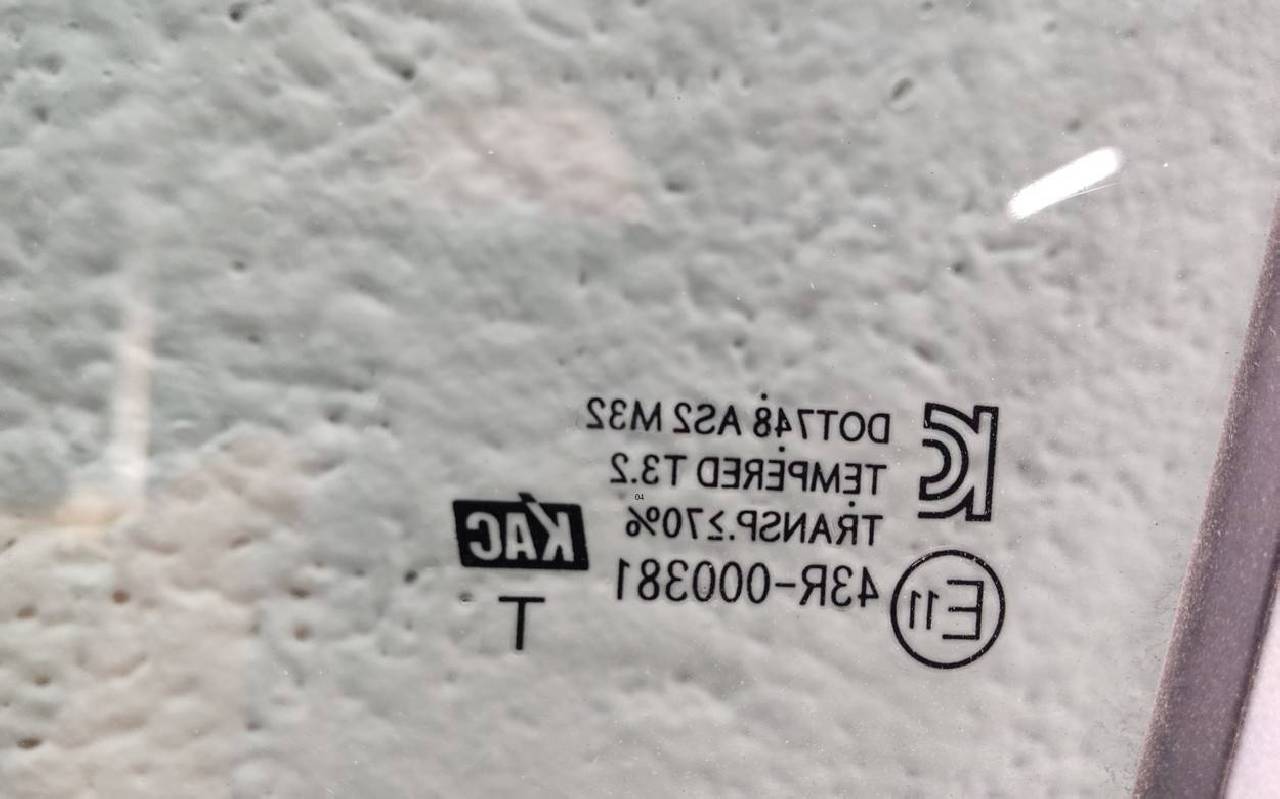 DOT748 AS2 M32
TEMPERED T3.2
TRANSP.≥70%
43R-000381
E11
KAC
T